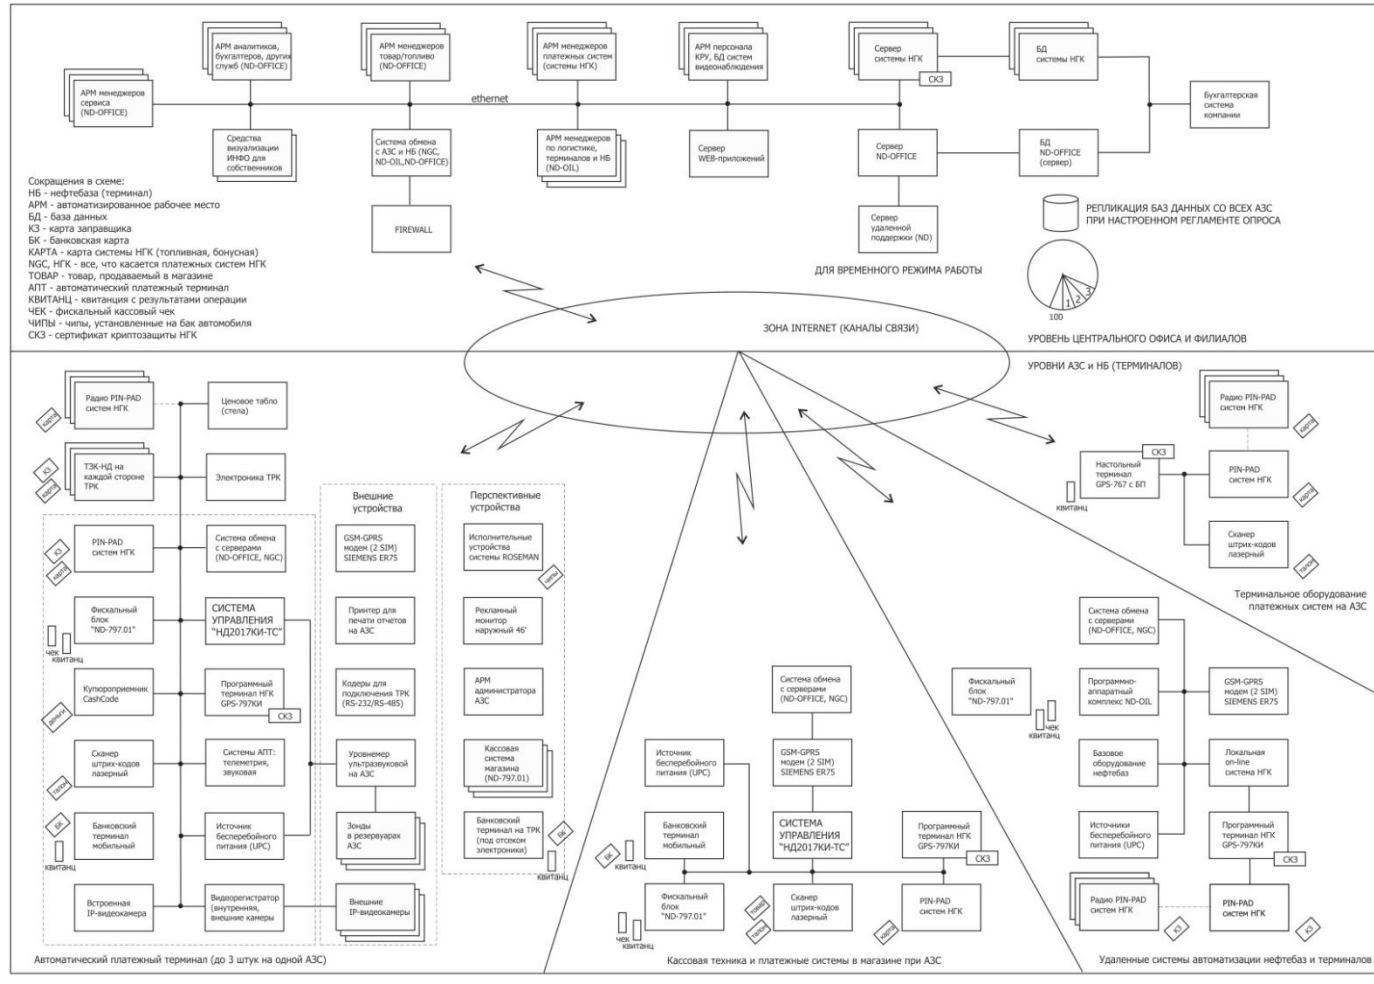 АРМ менеджеров
сервиса
(ND-OFFICE)
АРМ аналитиков,
бухгалтеров, других
служб (ND-OFFICE)
АРМ менеджеров
товар/топливо
(ND-OFFICE)
АРМ менеджеров
платежных систем
(системы НГК)
АРМ персонала
КРУ, БД систем
видеонаблюдения
Сервер
системы НГК
СКЗ
БД
системы НГК
Бухгалтерская
система
компании
ethernet
Средства
визуализации
ИНФО для
собственников
Система обмена
с АЗС и НБ (NGC,
ND-OIL,ND-OFFICE)
АРМ менеджеров
по логистике,
терминалов и НБ
(ND-OIL)
Сервер
WEB-приложений
Сервер
ND-OFFICE
БД
ND-OFFICE
(сервер)
FIREWALL
Сервер
удаленной
поддержки (ND)
Сокращения в схеме:
НБ - нефтебаза (терминал)
АРМ - автоматизированное рабочее место
БД - база данных
КЗ - карта заправщика
БК - банковская карта
КАРТА - карта системы НГК (топливная, бонусная)
NGC, НГК - все, что касается платежных систем НГК
ТОВАР - товар, продаваемый в магазине
АПТ - автоматический платежный терминал
КВИТАНЦ - квитанция с результатами операции
ЧЕК - фискальный кассовый чек
ЧИПЫ - чипы, установленные на бак автомобиля
СКЗ - сертификат криптозащиты НГК
РЕПЛИКАЦИЯ БАЗ ДАННЫХ СО ВСЕХ АЗС
ПРИ НАСТРОЕННОМ РЕГЛАМЕНТЕ ОПРОСА
ДЛЯ ВРЕМЕННОГО РЕЖИМА РАБОТЫ
1
2
3
100
УРОВЕНЬ ЦЕНТРАЛЬНОГО ОФИСА И ФИЛИАЛОВ
ЗОНА INTERNET (КАНАЛЫ СВЯЗИ)
УРОВНИ АЗС и НБ (ТЕРМИНАЛОВ)
Радио PIN-PAD
систем НГК
карта
Ценовое табло
(стела)
ТЗК-НД на
каждой стороне
ТРК
КЗ
карта
Электроника ТРК
PIN-PAD
систем НГК
КЗ
карта
Система обмена
с серверами
(ND-OFFICE, NGC)
Фискальный
блок
"ND-797.01"
чек
квитанц
СИСТЕМА
УПРАВЛЕНИЯ
"НД2017КИ-ТС"
Купюроприемник
CashCode
деньги
Программный
терминал НГК
GPS-797КИ
СКЗ
Сканер
штрих-кодов
лазерный
талон
Системы АПТ:
телеметрия,
звуковая
Банковский
терминал
мобильный
БК
квитанц
Источник
бесперебойного
питания (UPC)
Встроенная
IP-видеокамера
Видеорегистратор
(внутренняя,
внешние камеры
Автоматический платежный терминал (до 3 штук на одной АЗС)
Внешние
устройства
GSM-GPRS
модем (2 SIM)
SIEMENS ER75
Принтер для
печати отчетов
на АЗС
Кодеры для
подключения ТРК
(RS-232/RS-485)
Уровнемер
ультразвуковой
на АЗС
Зонды
в резервуарах
АЗС
Внешние
IP-видеокамеры
Перспективные
устройства
Исполнительные
устройства
системы ROSEMAN
чипы
Рекламный
монитор
наружный 46'
АРМ
администратора
АЗС
Кассовая
система
магазина
(ND-797.01)
Банковский
терминал на ТРК
(под отсеком
электроники)
БК
квитанц
Система обмена
с серверами
(ND-OFFICE, NGC)
Источник
бесперебойного
питания (UPC)
GSM-GPRS
модем (2 SIM)
SIEMENS ER75
Банковский
терминал
мобильный
БК
квитанц
СИСТЕМА
УПРАВЛЕНИЯ
"НД2017КИ-ТС"
Программный
терминал НГК
GPS-797КИ
СКЗ
Фискальный
блок
"ND-797.01"
чек
квитанц
Сканер
штрих-кодов
лазерный
товар
талон
PIN-PAD
систем НГК
карта
Кассовая техника и платежные системы в магазине при АЗС
Радио PIN-PAD
систем НГК
карта
Настольный
терминал
GPS-767 с БП
СКЗ
квитанц
PIN-PAD
систем НГК
карта
Сканер
штрих-кодов
лазерный
талон
Терминальное оборудование
платежных систем на АЗС
Система обмена
с серверами
(ND-OFFICE, NGC)
Фискальный
блок
"ND-797.01"
чек
квитанц
Программно-
аппаратный
комплекс ND-OIL
GSM-GPRS
модем (2 SIM)
SIEMENS ER75
Базовое
оборудование
нефтебаз
Локальная
on-line
система НГК
Источники
бесперебойного
питания (UPC)
Программный
терминал НГК
GPS-797КИ
СКЗ
Радио PIN-PAD
систем НГК
КЗ
PIN-PAD
систем НГК
КЗ
Удаленные системы автоматизации нефтебаз и терминалов